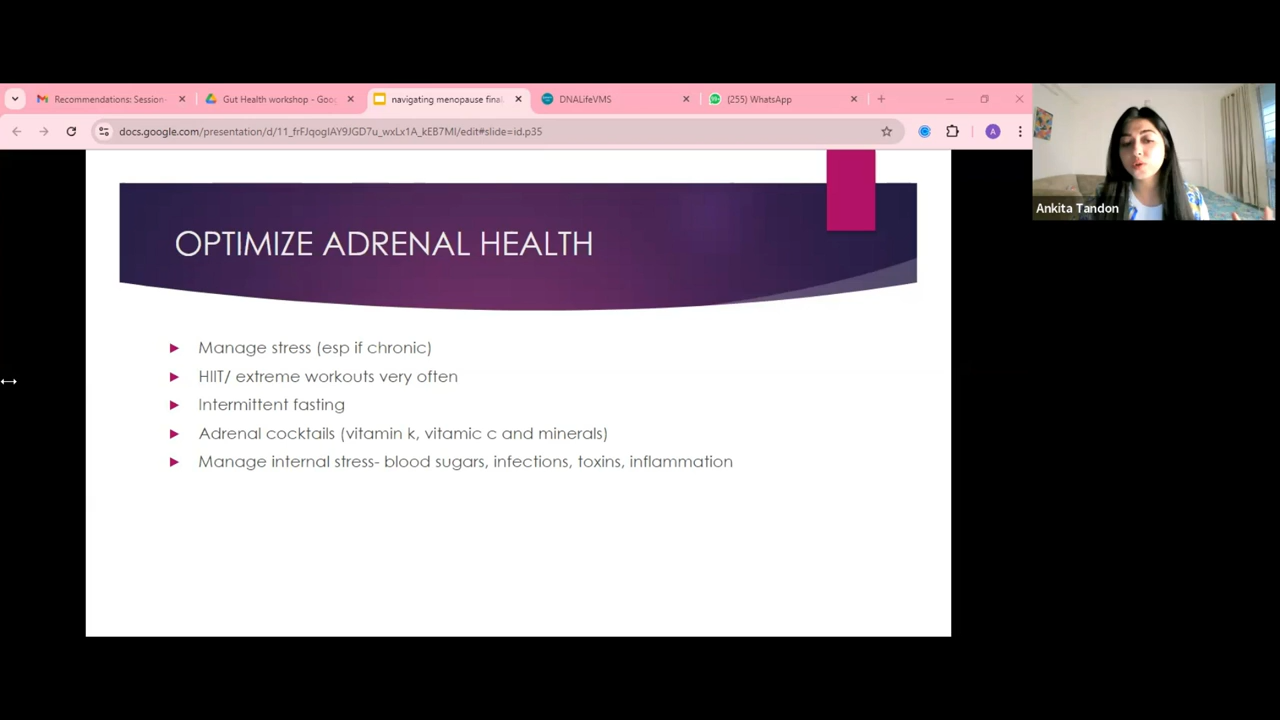 Recommendations: Session
Gut Health workshop - Goo
navigating menopause final
DNALifeVMS
(255) WhatsApp
docs.google.com/presentation/d/11_frFJqogIAY9JGD7u_wxLx1A_kEB7MI/edit#slide=id.p35
A
Ankita Tandon
OPTIMIZE ADRENAL HEALTH
Manage stress (esp if chronic)
HIIT/ extreme workouts very often
Intermittent fasting
Adrenal cocktails (vitamin k, vitamic c and minerals)
Manage internal stress- blood sugars, infections, toxins, inflammation